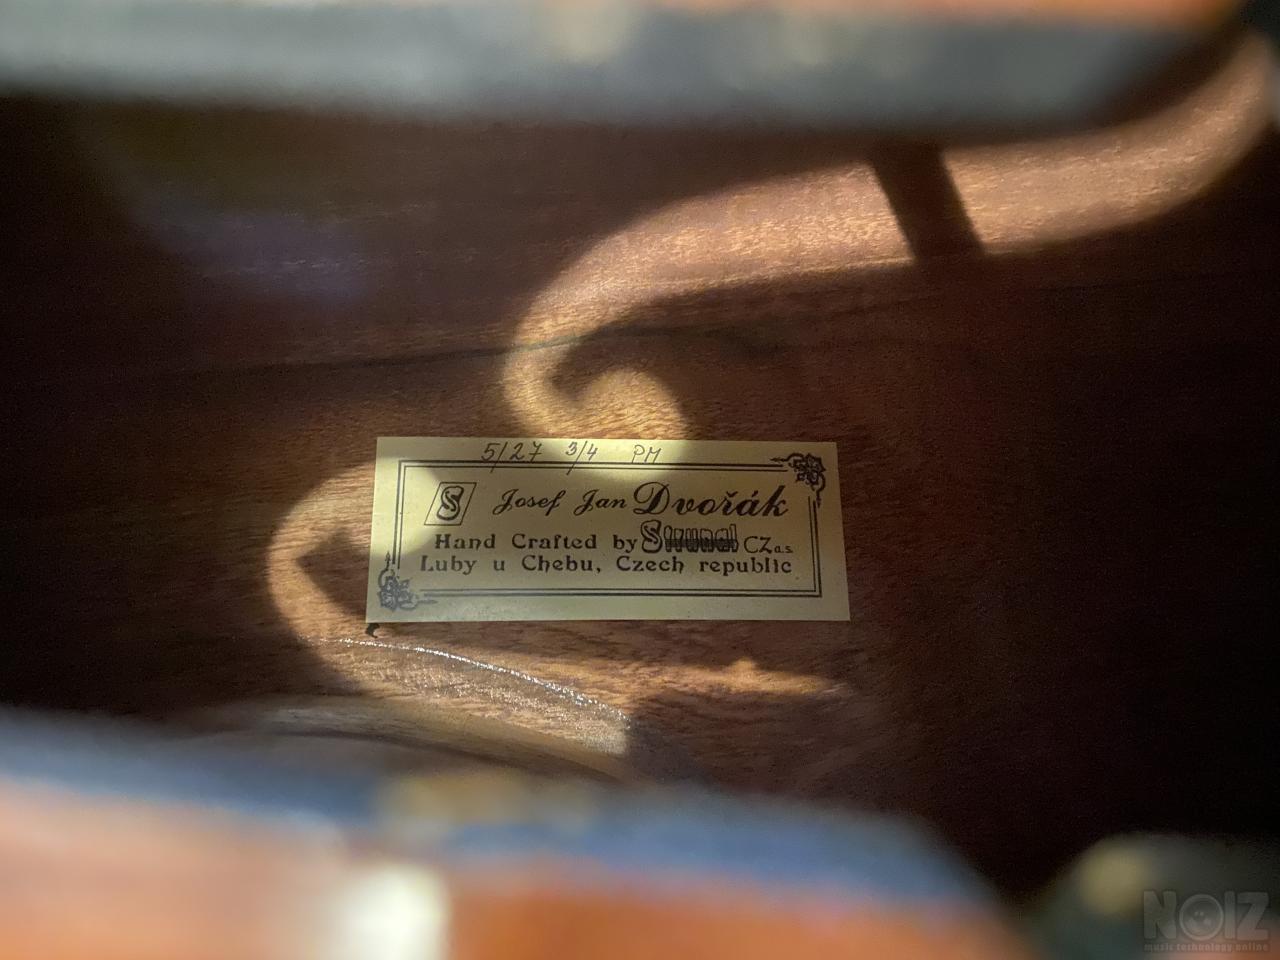 5/27 3/4 PM
S Josef Jan Dvořák
Hand Crafted by Strunal CZ a.s.
Luby u Chebu, Czech republic
NOIZ
music technology online